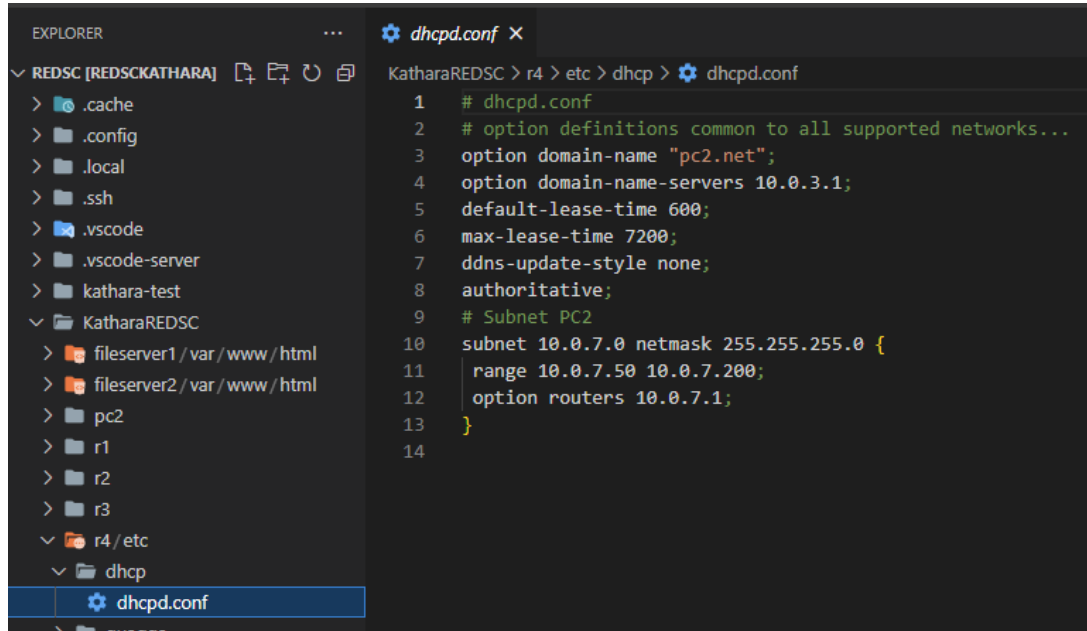 EXPLORER
...
REDSC [REDSCKATHARA]
.cache
.config
.local
.ssh
.vscode
.vscode-server
kathara-test
KatharaREDSC
fileserver1/var/www/html
fileserver2/var/www/html
pc2
r1
r2
r3
r4/etc
dhcp
dhcpd.conf
dhcpd.conf
KatharaREDSC > r4 > etc > dhcp > dhcpd.conf
1 # dhcpd.conf
2 # option definitions common to all supported networks...
3 option domain-name "pc2.net";
4 option domain-name-servers 10.0.3.1;
5 default-lease-time 600;
6 max-lease-time 7200;
7 ddns-update-style none;
8 authoritative;
9 # Subnet PC2
10 subnet 10.0.7.0 netmask 255.255.255.0 {
11 range 10.0.7.50 10.0.7.200;
12 option routers 10.0.7.1;
13 }
14